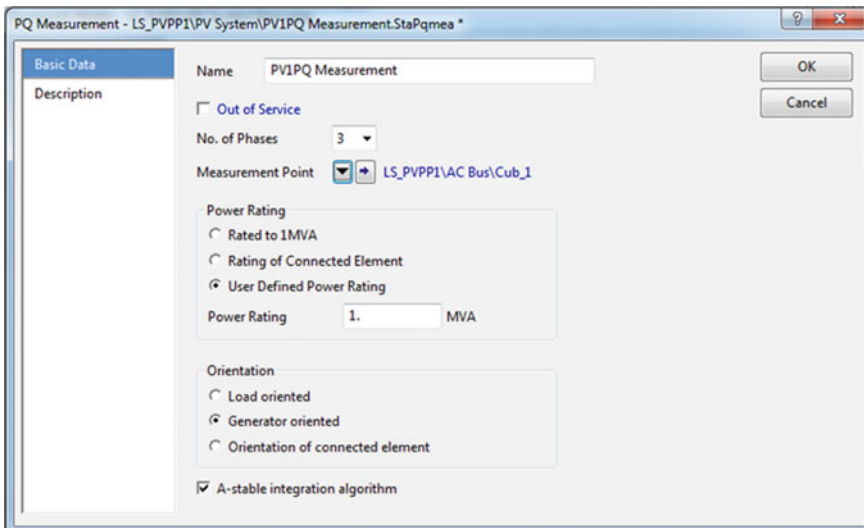 PQ Measurement - LS_PVPP1\PV System\PV1PQ Measurement.StaPqmea *
Basic Data
Description
Name PV1PQ Measurement
Out of Service
No. of Phases 3
Measurement Point LS_PVPP1\AC Bus\Cub_1
Power Rating
Rated to 1MVA
Rating of Connected Element
User Defined Power Rating
Power Rating 1. MVA
Orientation
Load oriented
Generator oriented
Orientation of connected element
A-stable integration algorithm
OK
Cancel